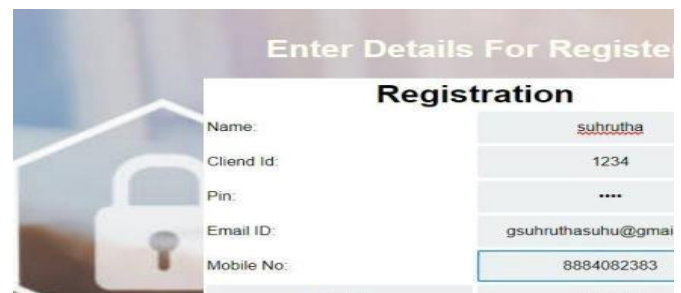 Enter Details For Registe
Registration
Name: suhrutha
Cliend Id: 1234
Pin: ••••
Email ID: gsuhruthasuhu@gmai
Mobile No: 8884082383